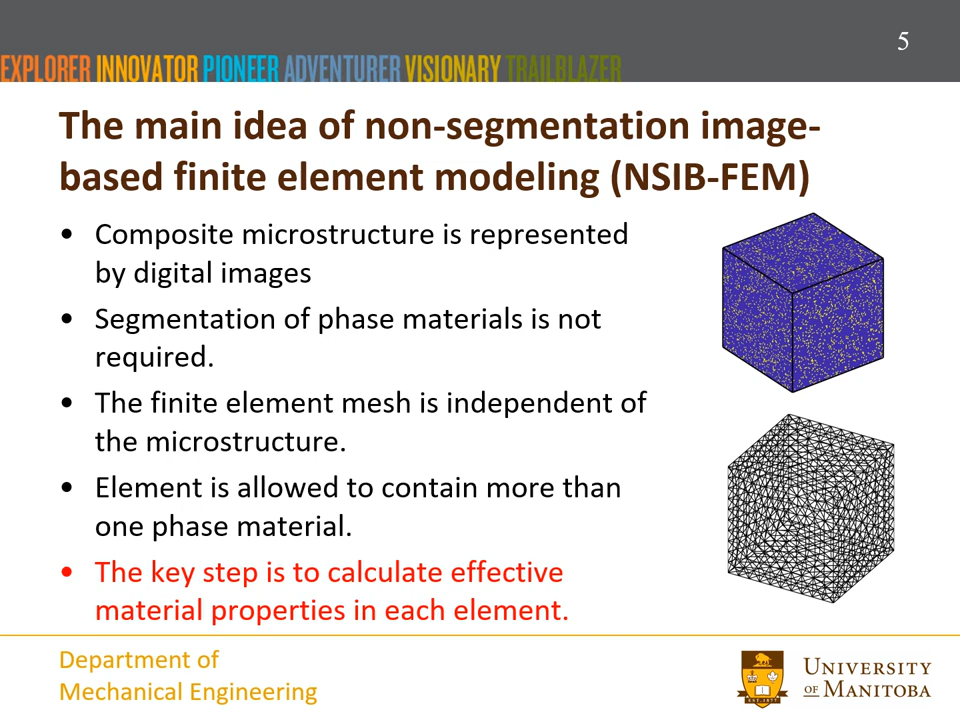 5
EXPLORER INNOVATOR PIONEER ADVENTURER VISIONARY TRAILBLAZER
The main idea of non-segmentation image-
based finite element modeling (NSIB-FEM)
• Composite microstructure is represented
by digital images
• Segmentation of phase materials is not
required.
• The finite element mesh is independent of
the microstructure.
• Element is allowed to contain more than
one phase material.
• The key step is to calculate effective
material properties in each element.
Department of
Mechanical Engineering
UNIVERSITY
OF MANITOBA